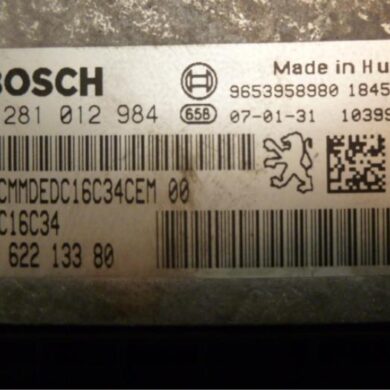 BOSCH
Made in Hu
9653958980 1845
281 012 984 658 07-01-31 10399
CMMDEDC16C34CEM 00
C16C34
622 133 80